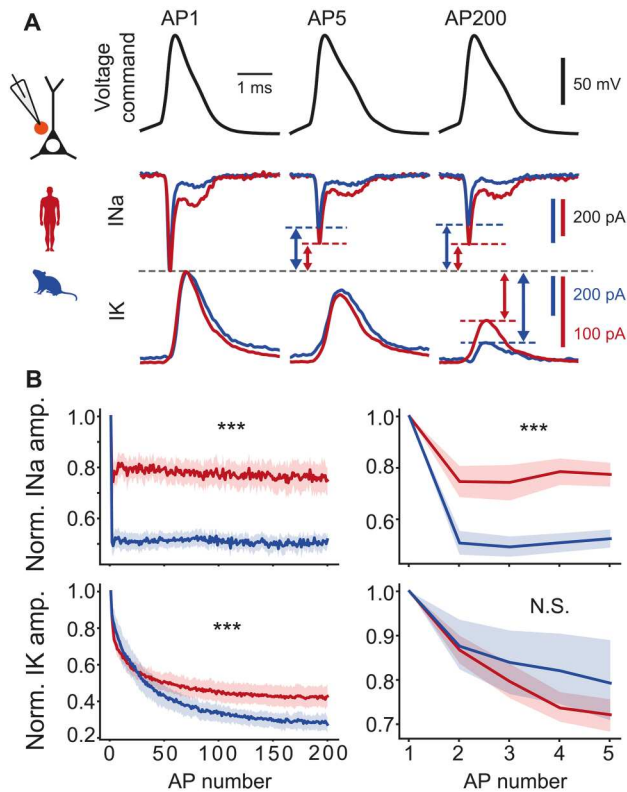 A
AP1 AP5 AP200
Voltage
command
1 ms
50 mV
INa
200 pA
IK
200 pA
100 pA
B
Norm. INa amp.
1.0
0.8
0.6
***
1.0
0.8
0.6
***
Norm. IK amp.
1.0
0.8
0.6
0.4
0.2
***
1.0
0.9
0.8
0.7
N.S.
0 50 100 150 200
1 2 3 4 5
AP number AP number